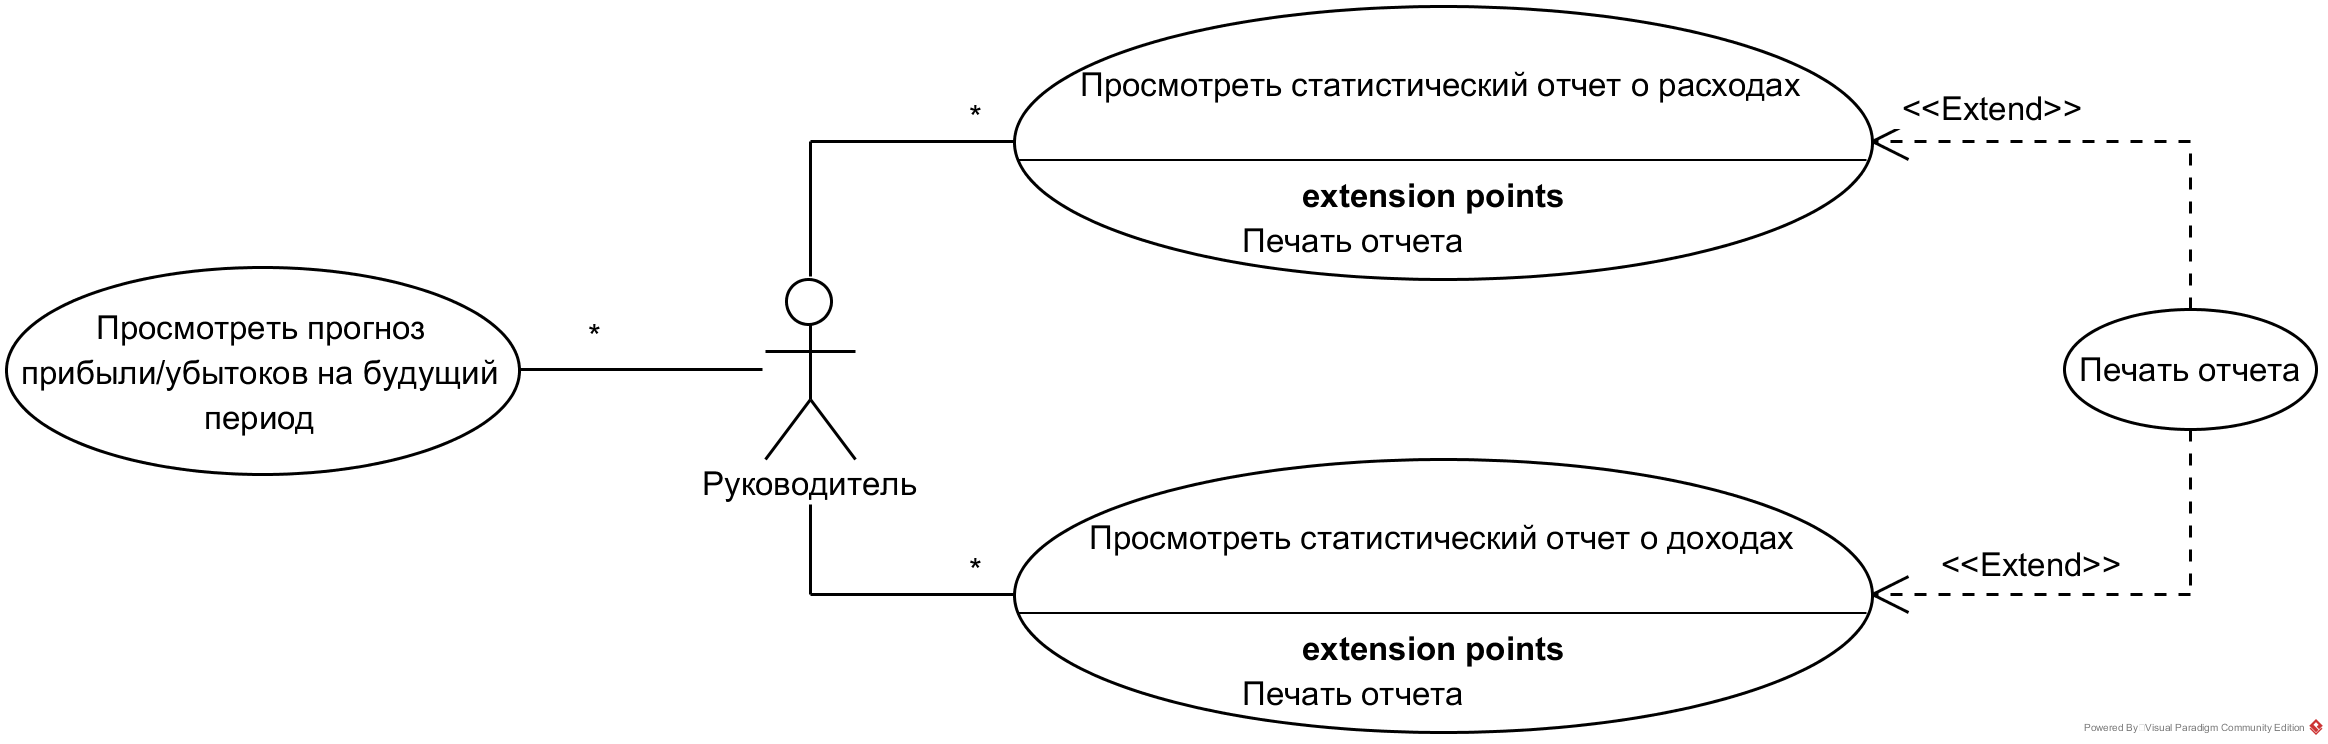 Просмотреть статистический отчет о расходах
*
<<Extend>>
extension points
Печать отчета
Просмотреть прогноз
прибыли/убытоков на будущий
период
*
Руководитель
Печать отчета
Просмотреть статистический отчет о доходах
*
<<Extend>>
extension points
Печать отчета
Powered By Visual Paradigm Community Edition